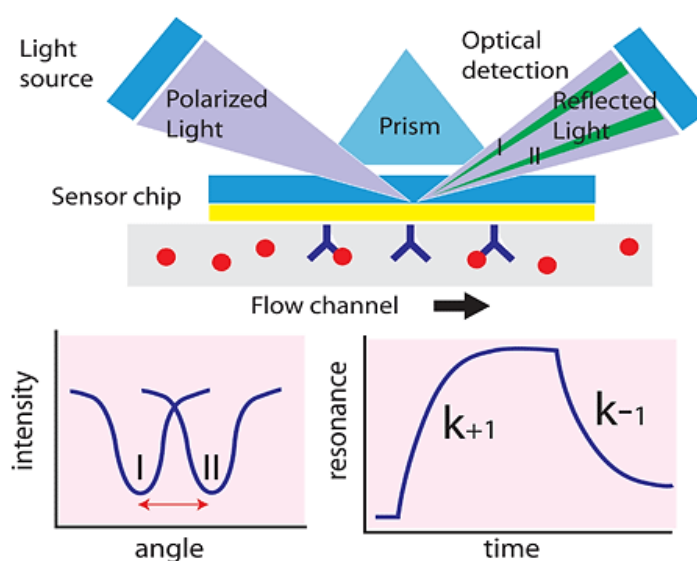 Light
source
Polarized
Light
Prism
Optical
detection
Reflected
Light
I
II
Sensor chip
Flow channel
intensity
I
II
angle
resonance
k+1
k-1
time